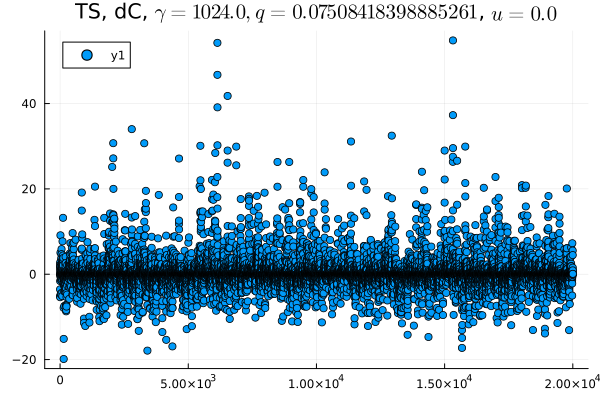 TS, dC, γ = 1024.0, q = 0.07508418398885261, u = 0.0
y1
40
20
0
−20
0 5.00×10³ 1.00×10⁴ 1.50×10⁴ 2.00×10⁴